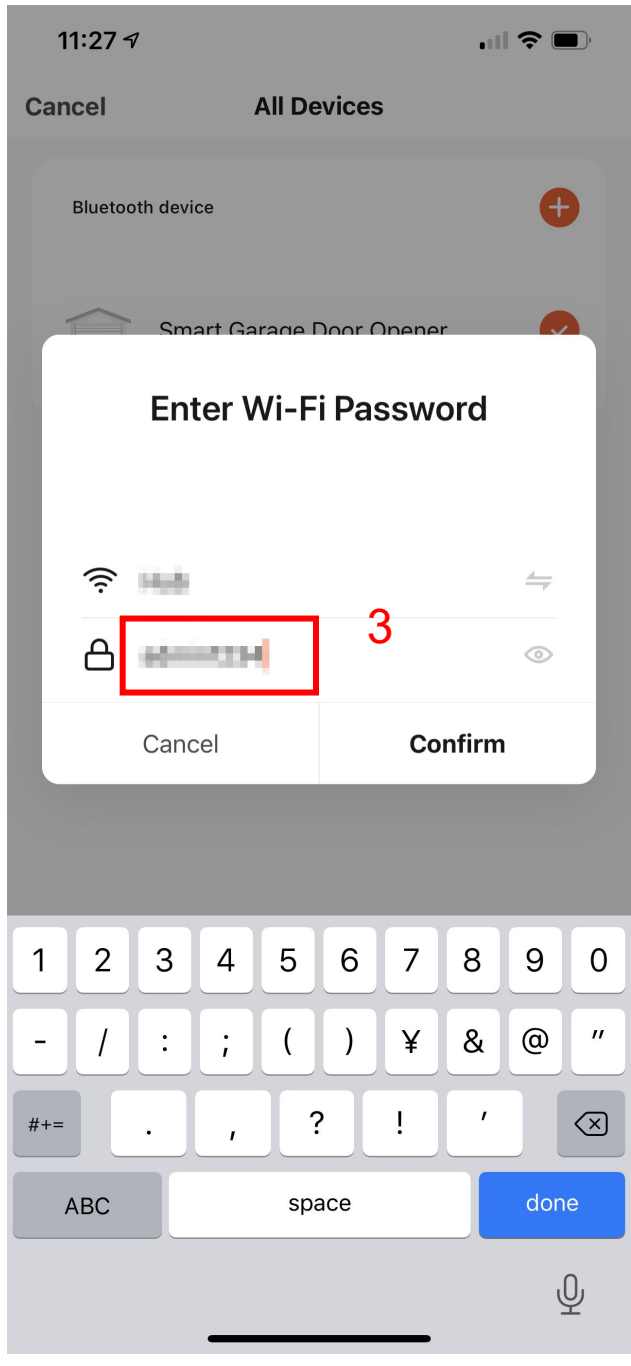 11:27
Cancel All Devices
Bluetooth device
Smart Garage Door Opener
Enter Wi-Fi Password
3
Cancel Confirm
1 2 3 4 5 6 7 8 9 0
- / : ; ( ) ¥ & @ "
#+= . , ? ! '
ABC space done